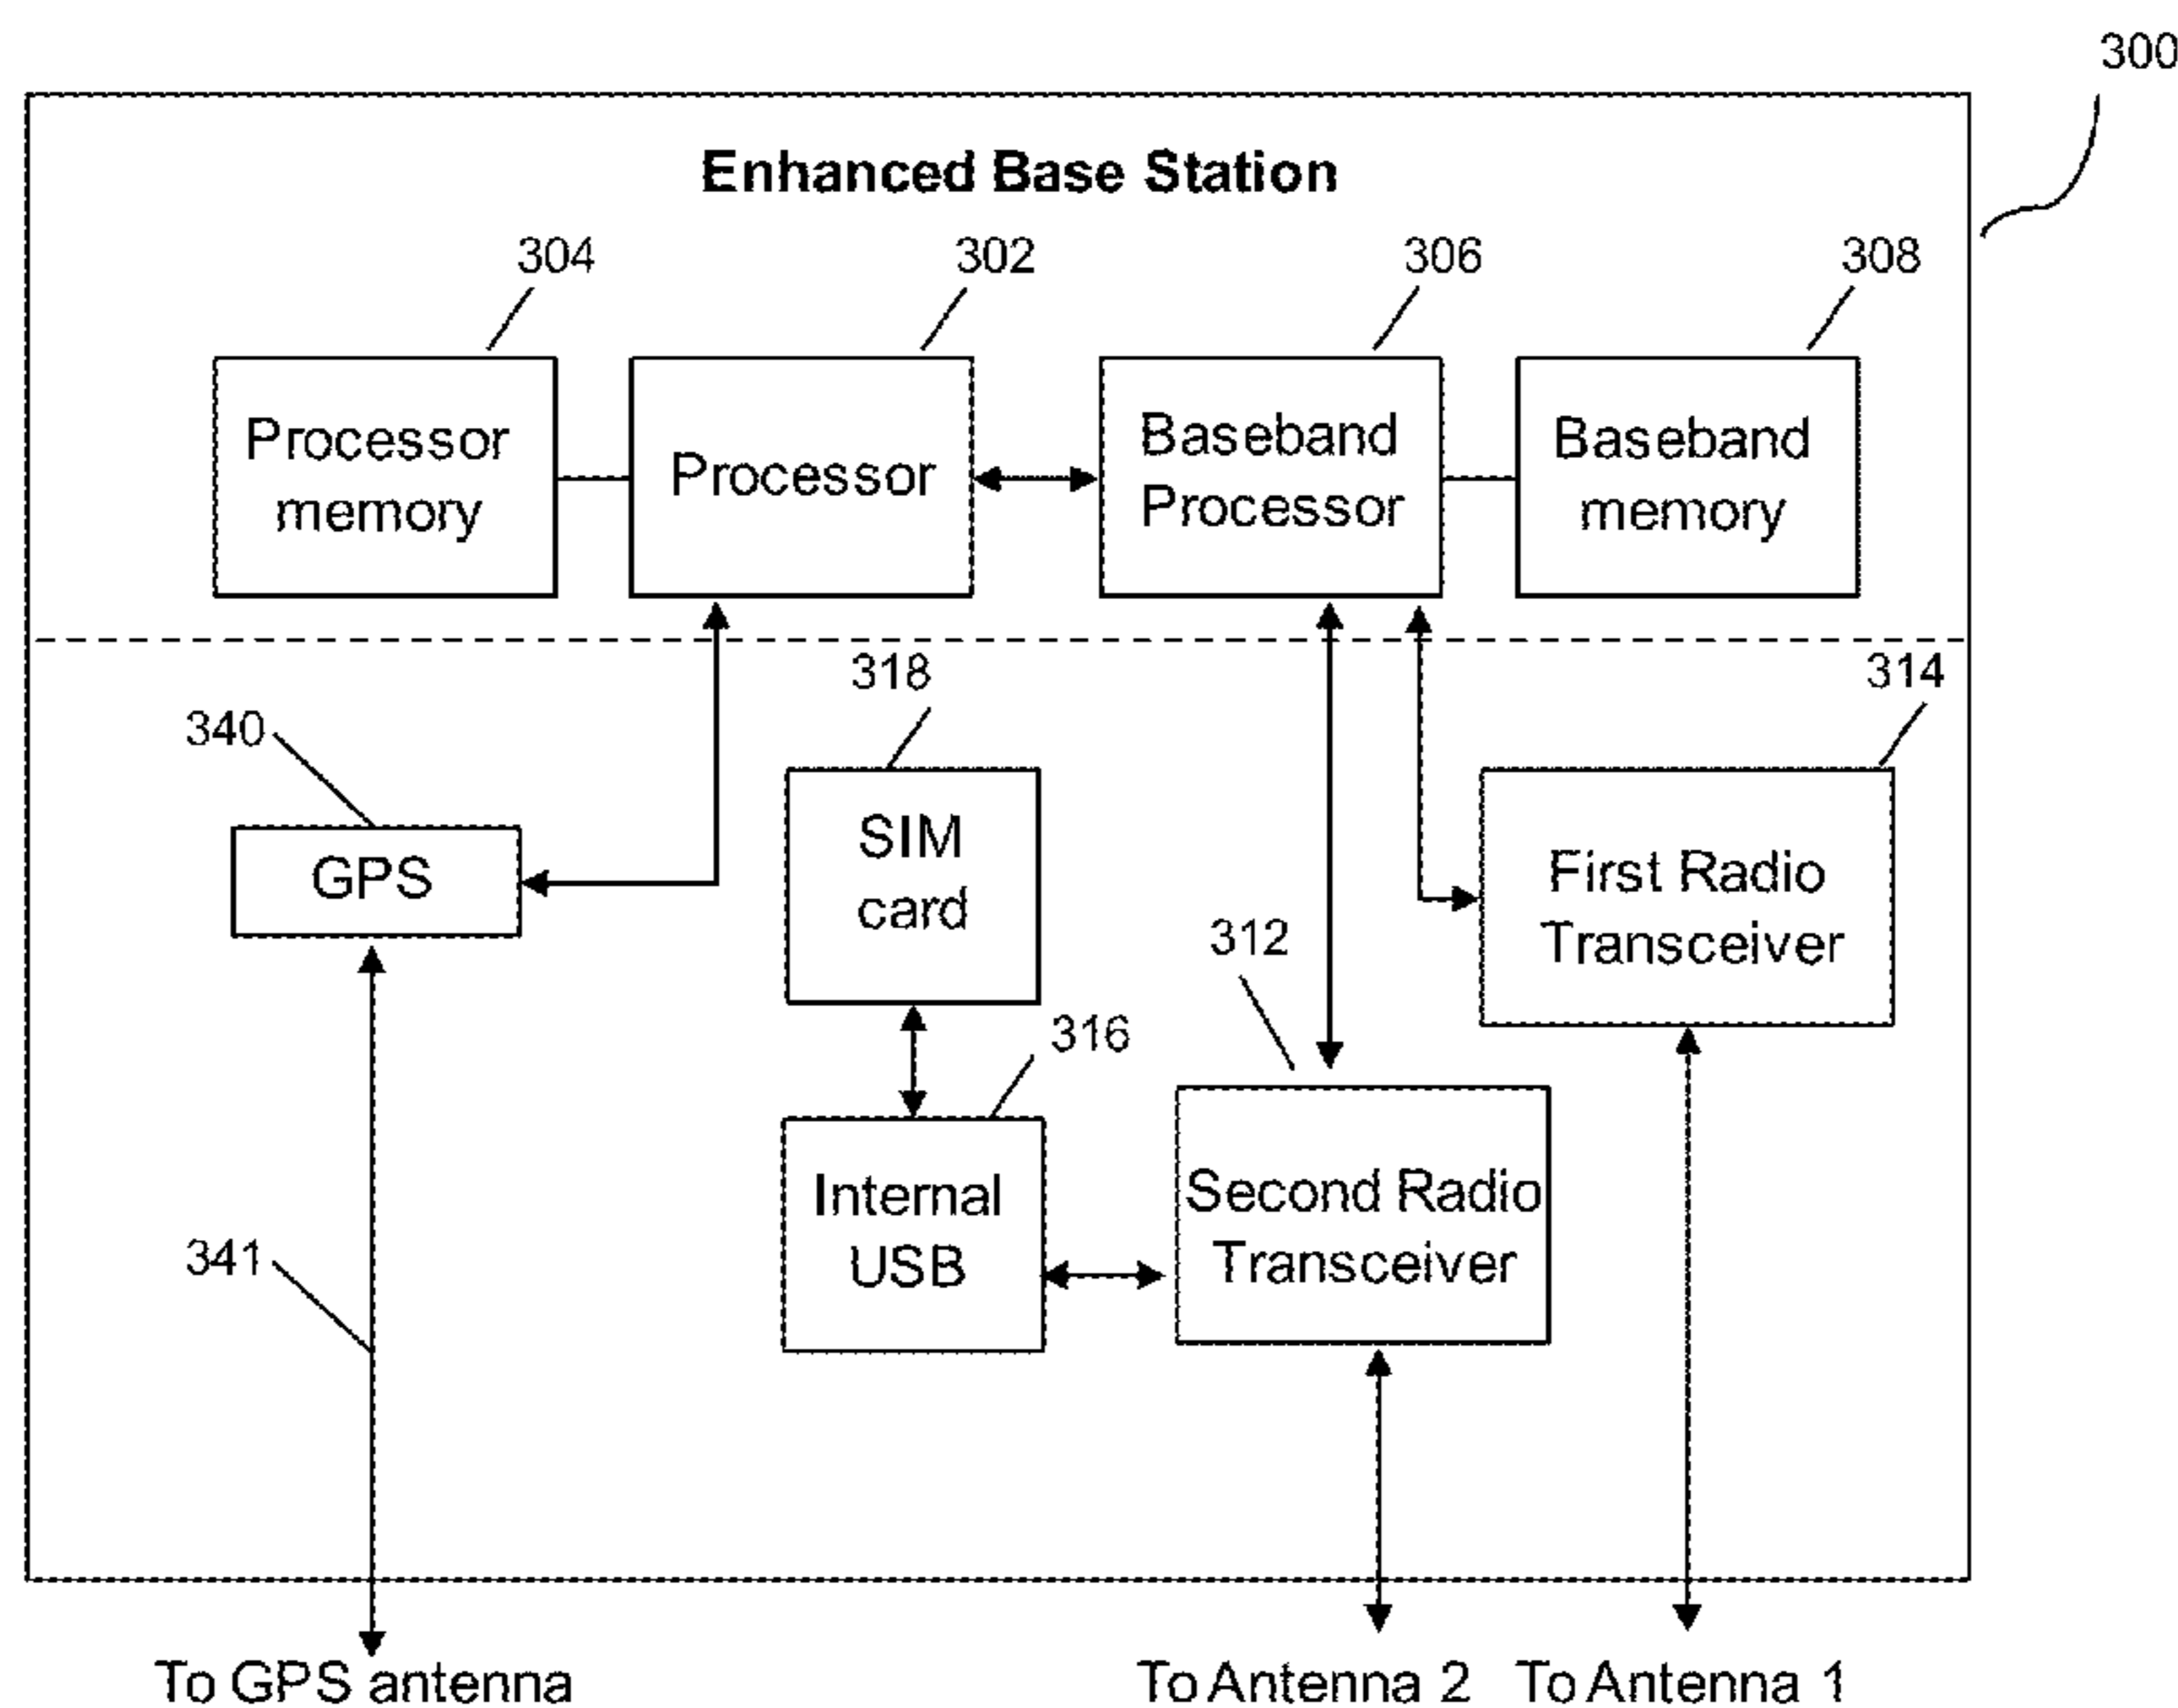 300
Enhanced Base Station
304
302
306
308
Processor
memory
Processor
Baseband
Processor
Baseband
memory
318
314
340
GPS
SIM
card
First Radio
Transceiver
312
316
Internal
USB
Second Radio
Transceiver
341
To GPS antenna
To Antenna 2
To Antenna 1